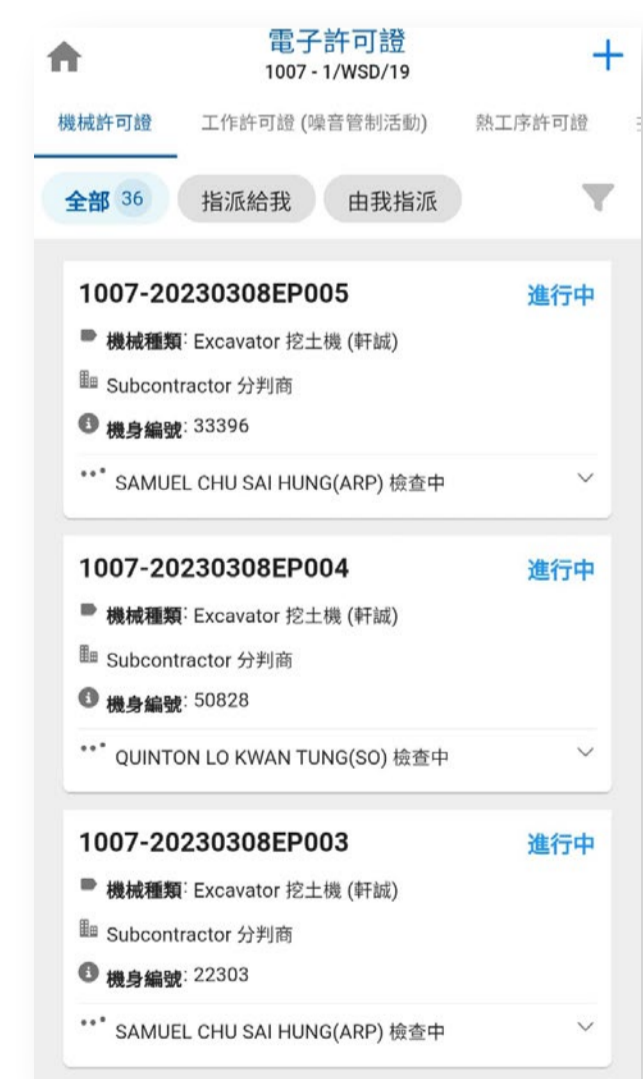 電子許可證
1007 - 1/WSD/19
機械許可證 工作許可證 (噪音管制活動) 熱工序許可證
全部 36 指派給我 由我指派
1007-20230308EP005 進行中
機械種類: Excavator 挖土機 (軒誠)
Subcontractor 分判商
機身編號: 33396
SAMUEL CHU SAI HUNG(ARP) 檢查中
1007-20230308EP004 進行中
機械種類: Excavator 挖土機 (軒誠)
Subcontractor 分判商
機身編號: 50828
QUINTON LO KWAN TUNG(SO) 檢查中
1007-20230308EP003 進行中
機械種類: Excavator 挖土機 (軒誠)
Subcontractor 分判商
機身編號: 22303
SAMUEL CHU SAI HUNG(ARP) 檢查中